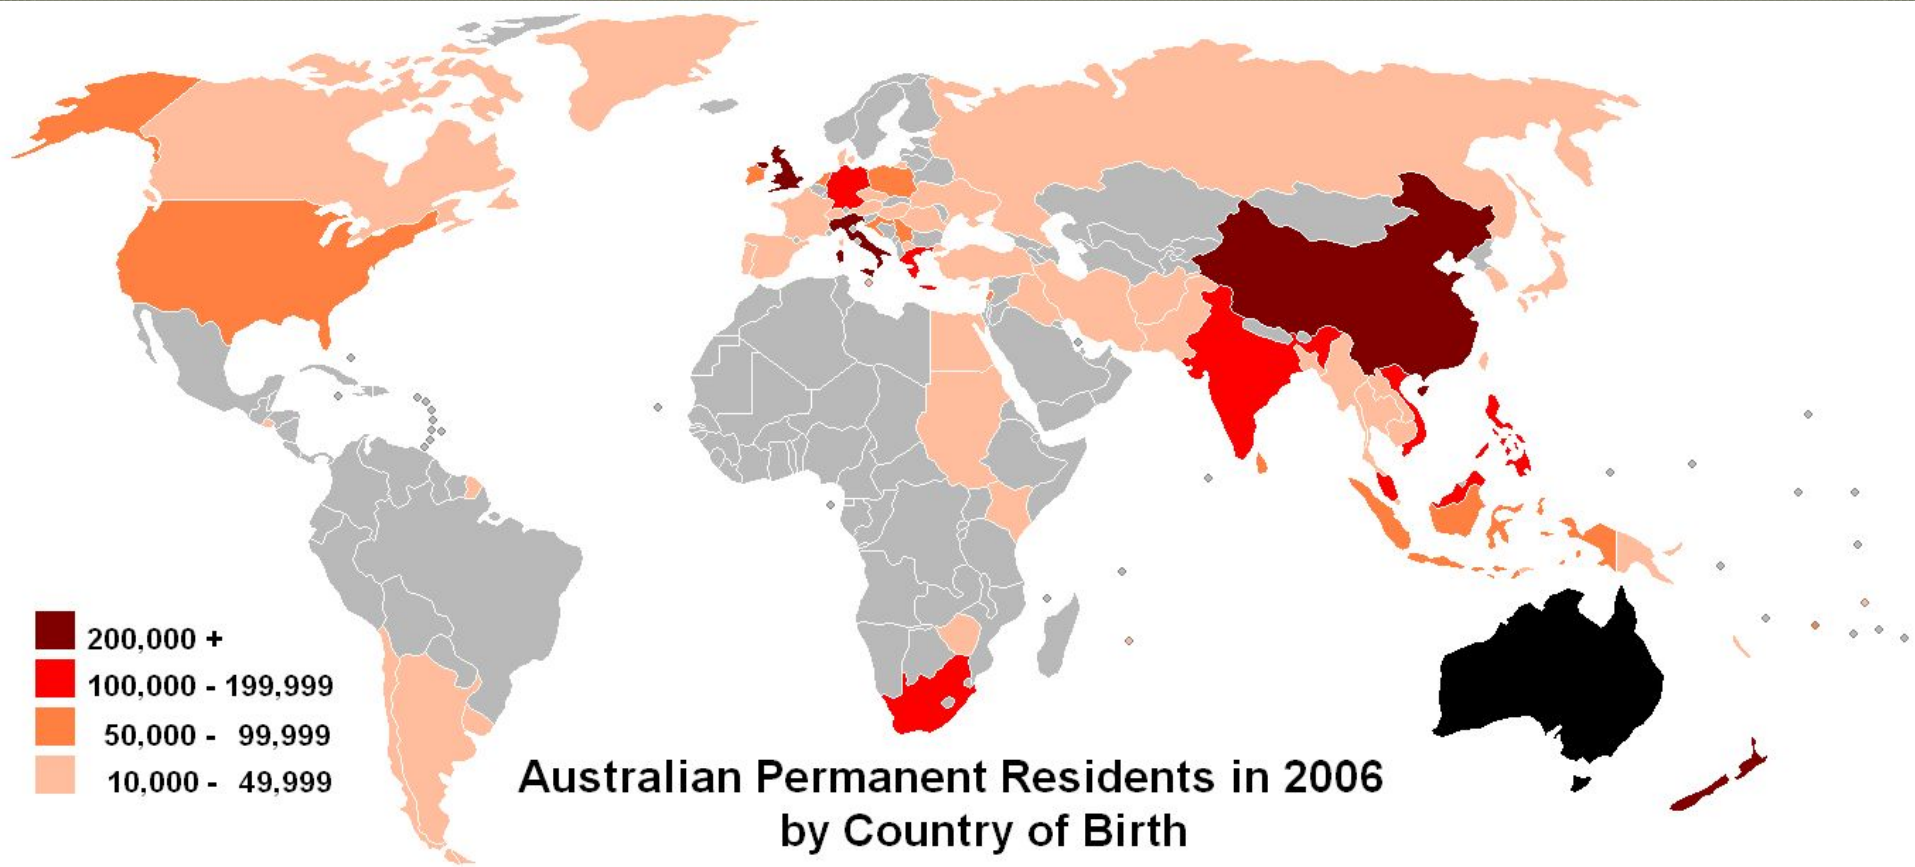 200,000 +
100,000 - 199,999
50,000 - 99,999
10,000 - 49,999
Australian Permanent Residents in 2006
by Country of Birth